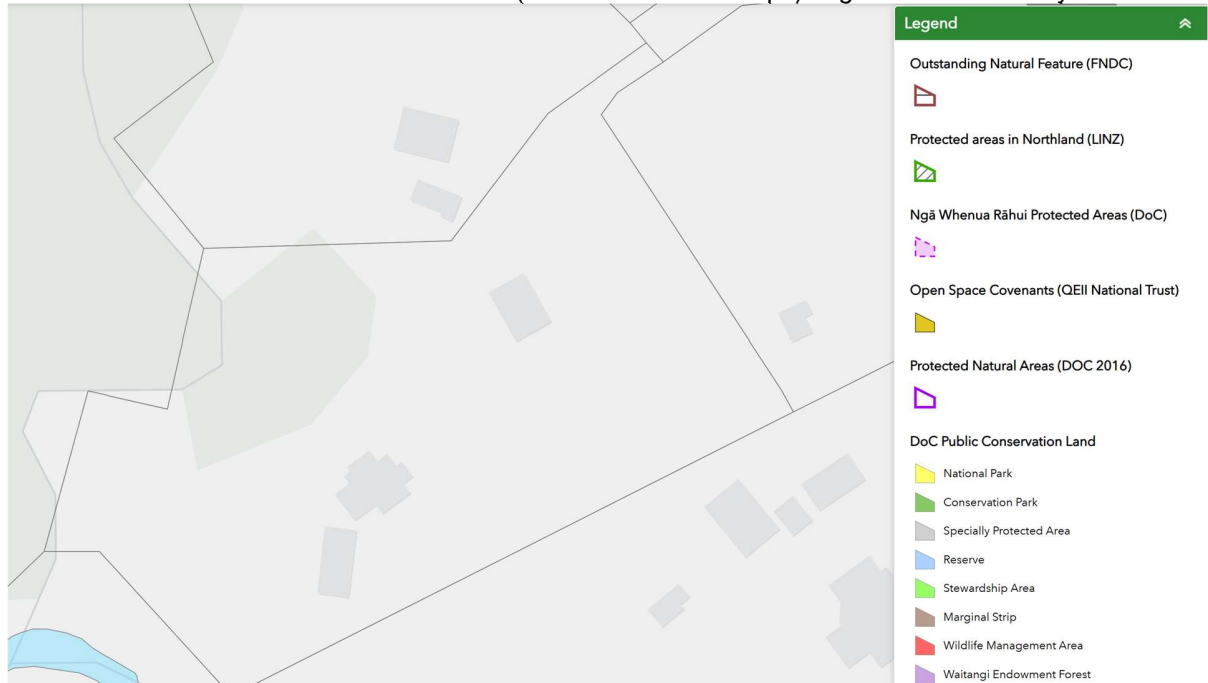 Legend
Outstanding Natural Feature (FNDC)
Protected areas in Northland (LINZ)
Ngā Whenua Rāhui Protected Areas (DoC)
Open Space Covenants (QEII National Trust)
Protected Natural Areas (DOC 2016)
DoC Public Conservation Land
National Park
Conservation Park
Specially Protected Area
Reserve
Stewardship Area
Marginal Strip
Wildlife Management Area
Waitangi Endowment Forest